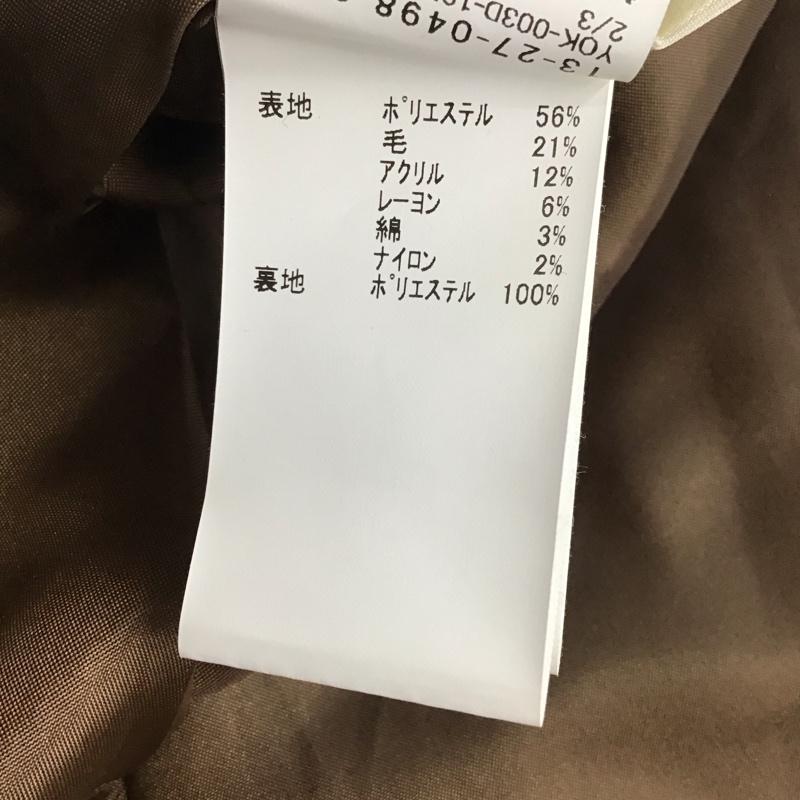 13-27-0498
YOK-003D-1
2/3
表地 ポリエステル 56%
毛 21%
アクリル 12%
レーヨン 6%
綿 3%
ナイロン 2%
裏地 ポリエステル 100%